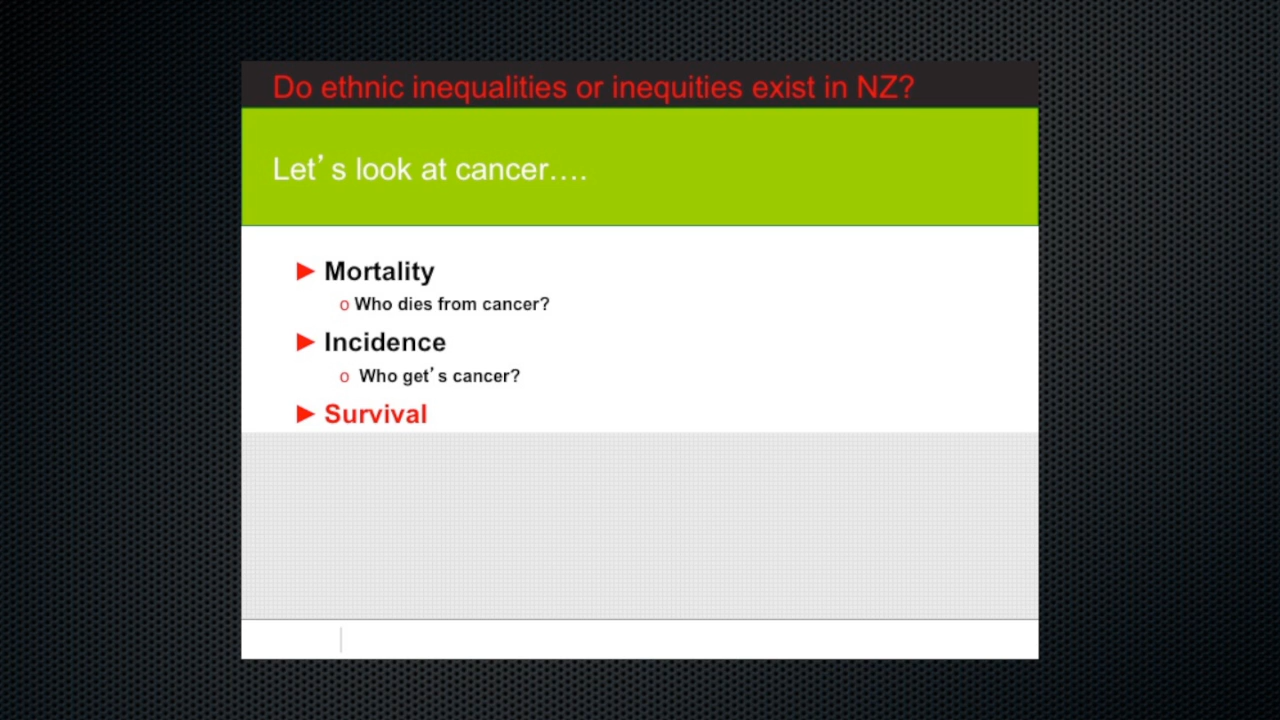 Do ethnic inequalities or inequities exist in NZ?
Let’s look at cancer….
► Mortality
o Who dies from cancer?
► Incidence
o Who get’s cancer?
► Survival